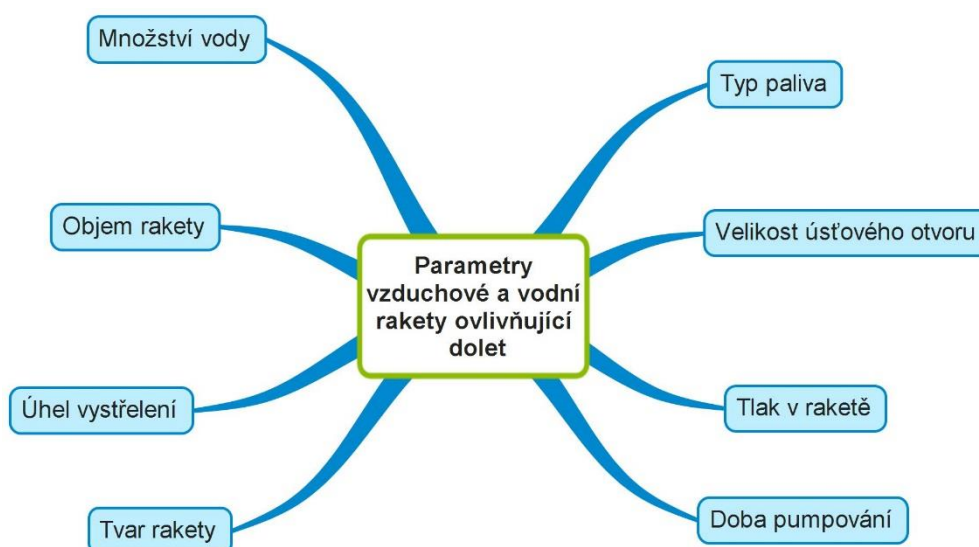 Množství vody
Typ paliva
Objem rakety
Velikost úsťového otvoru
Parametry
vzduchové a vodní
rakety ovlivňující
dolet
Úhel vystřelení
Tlak v raketě
Tvar rakety
Doba pumpování